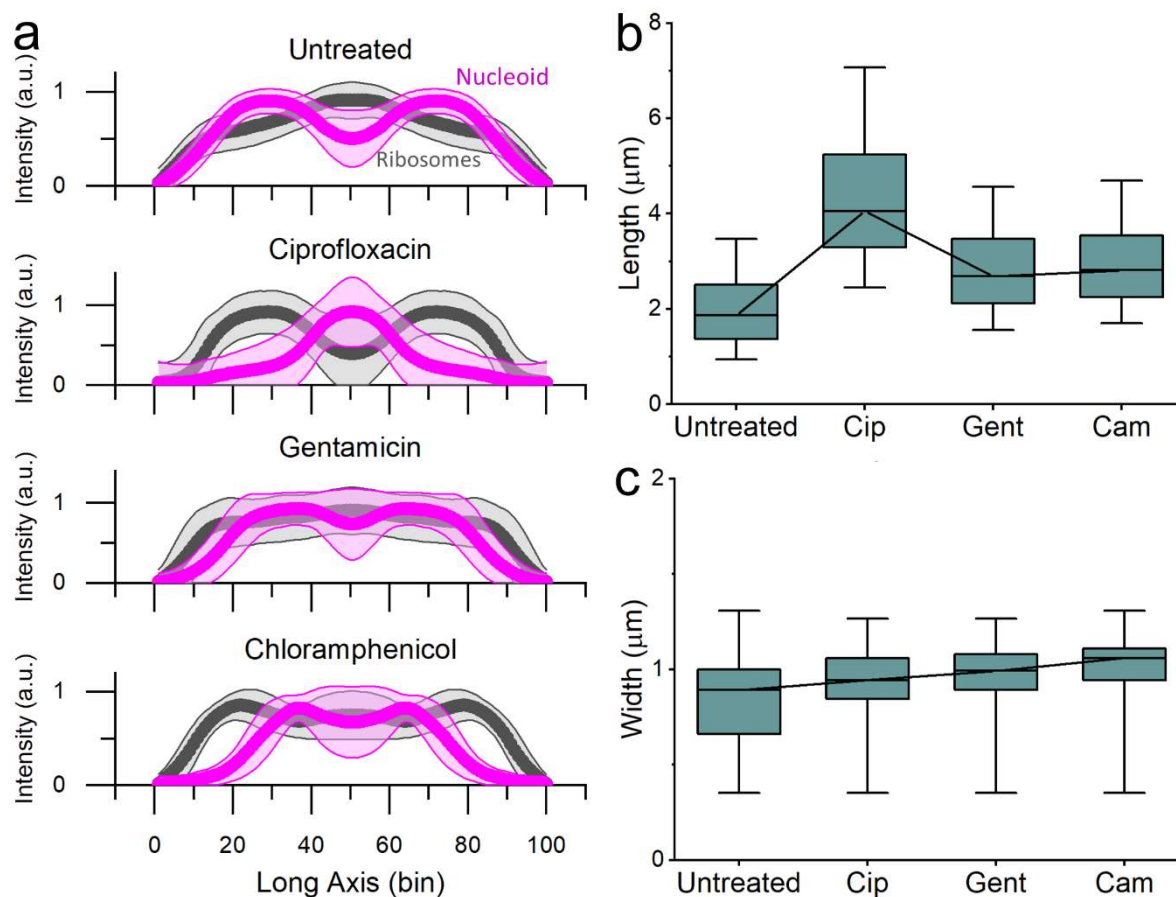 a
Untreated
Intensity (a.u.)
1
0
Nucleoid
Ribosomes
Ciprofloxacin
Intensity (a.u.)
1
0
Gentamicin
Intensity (a.u.)
1
0
Chloramphenicol
Intensity (a.u.)
1
0
0 20 40 60 80 100
Long Axis (bin)
b
Length (μm)
8
6
4
2
0
Untreated Cip Gent Cam
c
Width (μm)
2
1
0
Untreated Cip Gent Cam